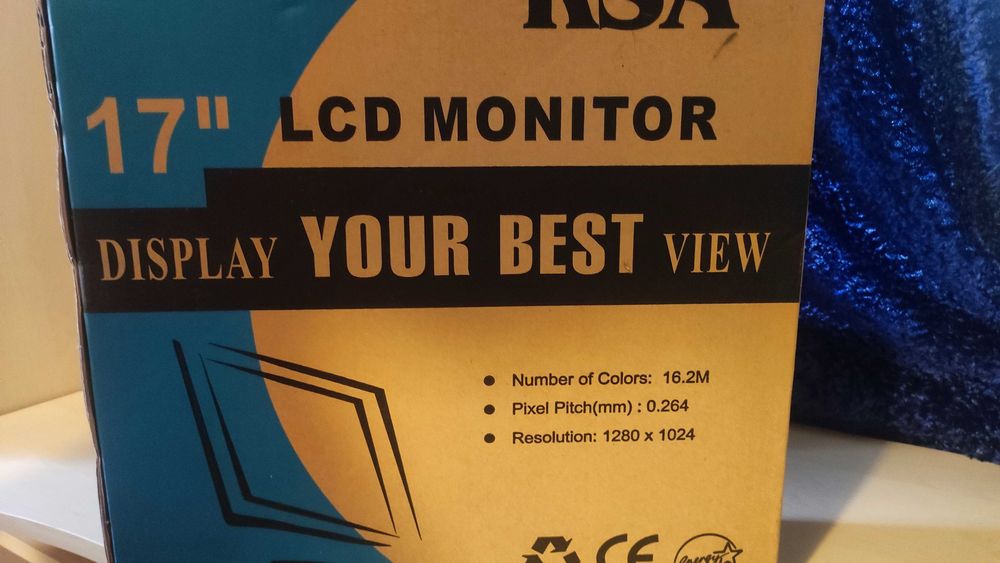 17" LCD MONITOR
DISPLAY YOUR BEST VIEW
Number of Colors: 16.2M
Pixel Pitch(mm) : 0.264
Resolution: 1280 x 1024
CE
energy